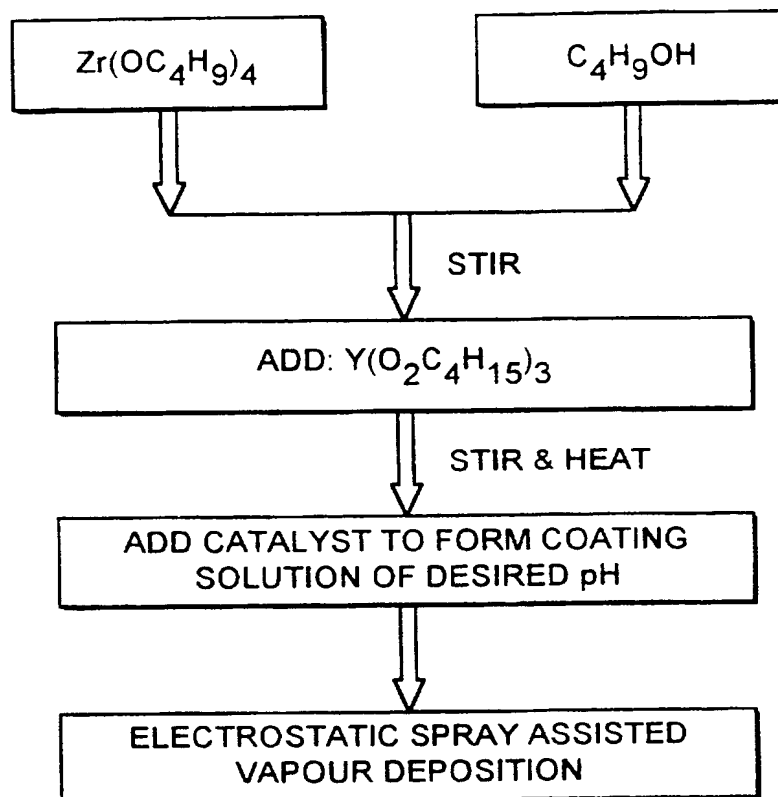 Zr(OC₄H₉)₄
C₄H₉OH
STIR
ADD: Y(O₂C₄H₁₅)₃
STIR & HEAT
ADD CATALYST TO FORM COATING
SOLUTION OF DESIRED pH
ELECTROSTATIC SPRAY ASSISTED
VAPOUR DEPOSITION